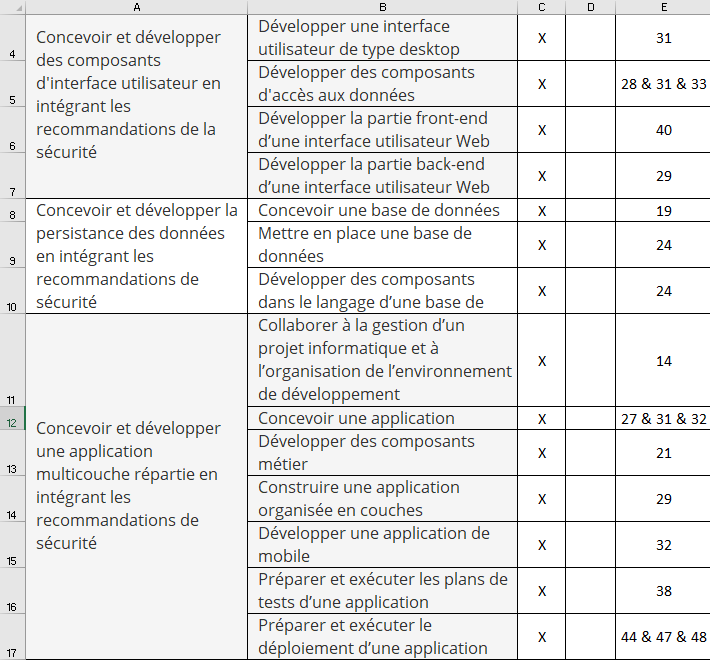 A B C D E
4
Concevoir et développer
des composants
d'interface utilisateur en
intégrant les
recommandations de la
sécurité
Développer une interface
utilisateur de type desktop
X
31
5
Développer des composants
d'accès aux données
X
28 & 31 & 33
6
Développer la partie front-end
d’une interface utilisateur Web
X
40
7
Développer la partie back-end
d’une interface utilisateur Web
X
29
8
Concevoir et développer la
persistance des données
en intégrant les
recommandations de
sécurité
Concevoir une base de données
X
19
9
Mettre en place une base de
données
X
24
10
Développer des composants
dans le langage d’une base de
X
24
11
Concevoir et développer
une application
multicouche répartie en
intégrant les
recommandations de
sécurité
Collaborer à la gestion d’un
projet informatique et à
l’organisation de l’environnement
de développement
X
14
12
Concevoir une application
X
27 & 31 & 32
13
Développer des composants
métier
X
21
14
Construire une application
organisée en couches
X
29
15
Développer une application de
mobile
X
32
16
Préparer et exécuter les plans de
tests d’une application
X
38
17
Préparer et exécuter le
déploiement d’une application
X
44 & 47 & 48